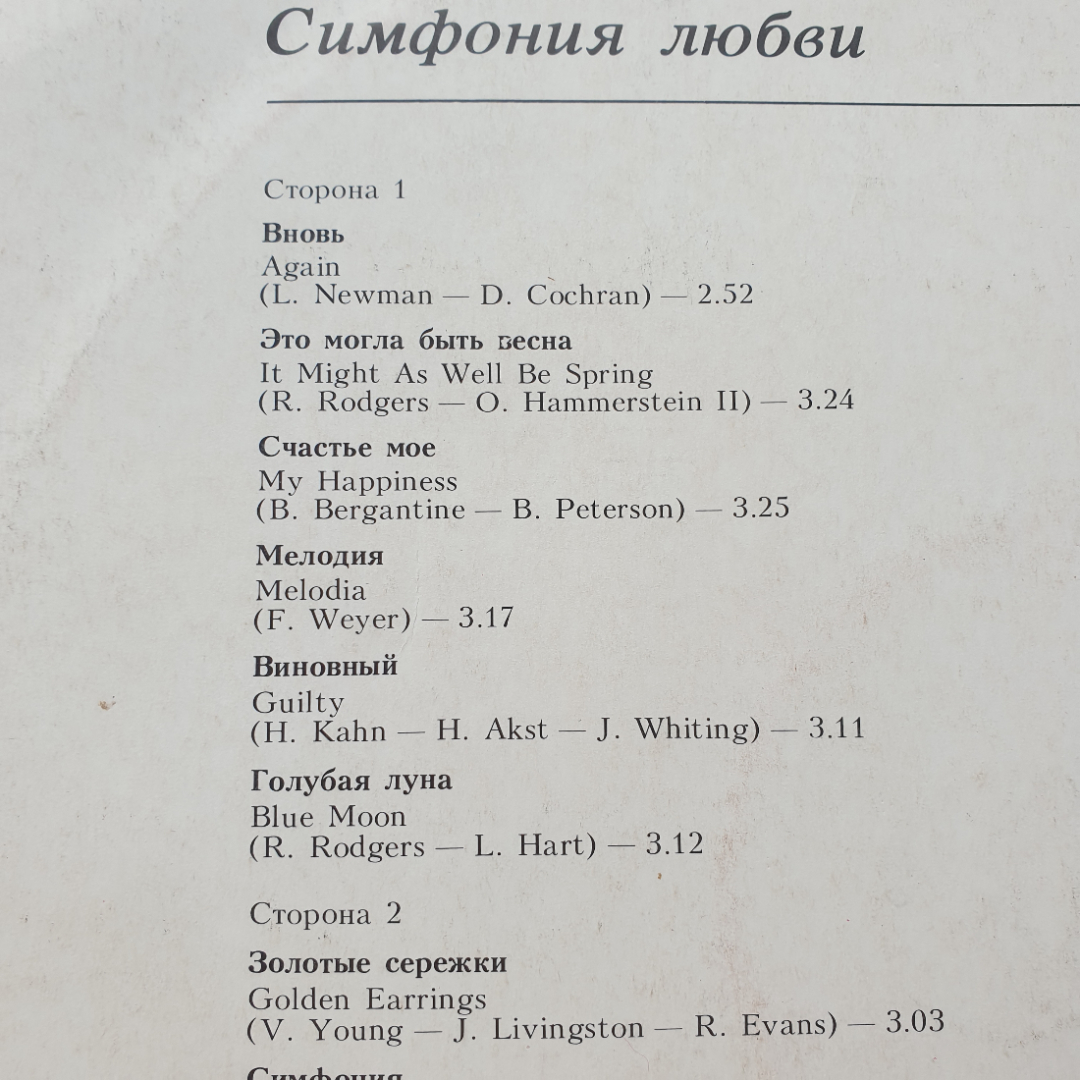 Симфония любви
Сторона 1
Вновь
Again
(L. Newman — D. Cochran) — 2.52
Это могла быть весна
It Might As Well Be Spring
(R. Rodgers — O. Hammerstein II) — 3.24
Счастье мое
My Happiness
(B. Bergantine — B. Peterson) — 3.25
Мелодия
Melodia
(F. Weyer) — 3.17
Виновный
Guilty
(H. Kahn — H. Akst — J. Whiting) — 3.11
Голубая луна
Blue Moon
(R. Rodgers — L. Hart) — 3.12
Сторона 2
Золотые сережки
Golden Earrings
(V. Young — J. Livingston — R. Evans) — 3.03
Симфония